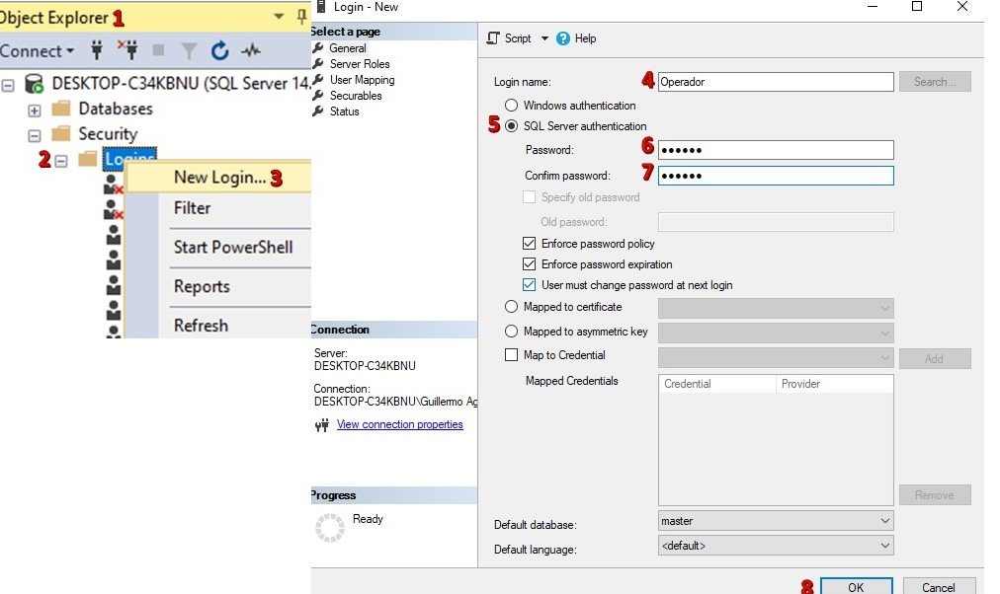 Object Explorer 1
Connect
DESKTOP-C34KBNU (SQL Server 14.
Databases
Security
2 Logins
New Login... 3
Filter
Start PowerShell
Reports
Refresh
Login - New
Select a page
General
Server Roles
User Mapping
Securables
Status
Connection
Server:
DESKTOP-C34KBNU
Connection:
DESKTOP-C34KBNU\Guillermo Ag
View connection properties
Progress
Ready
Script Help
Login name: 4 Operador Search...
Windows authentication
5 SQL Server authentication
Password: 6 ••••••
Confirm password: 7 ••••••
Specify old password
Old password:
Enforce password policy
Enforce password expiration
User must change password at next login
Mapped to certificate
Mapped to asymmetric key
Map to Credential Add
Mapped Credentials Credential Provider
Remove
Default database: master
Default language: <default>
8 OK Cancel